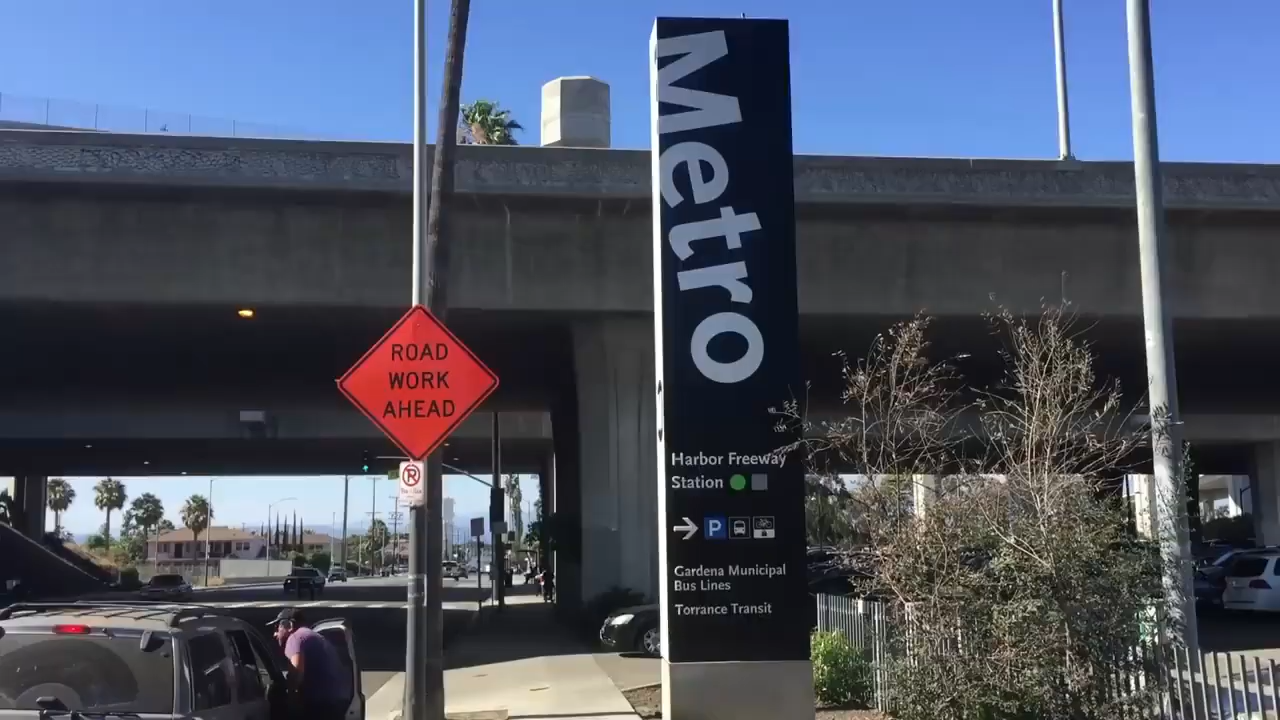 ROAD
WORK
AHEAD
Metro
Harbor Freeway
Station
P
Gardena Municipal
Bus Lines
Torrance Transit